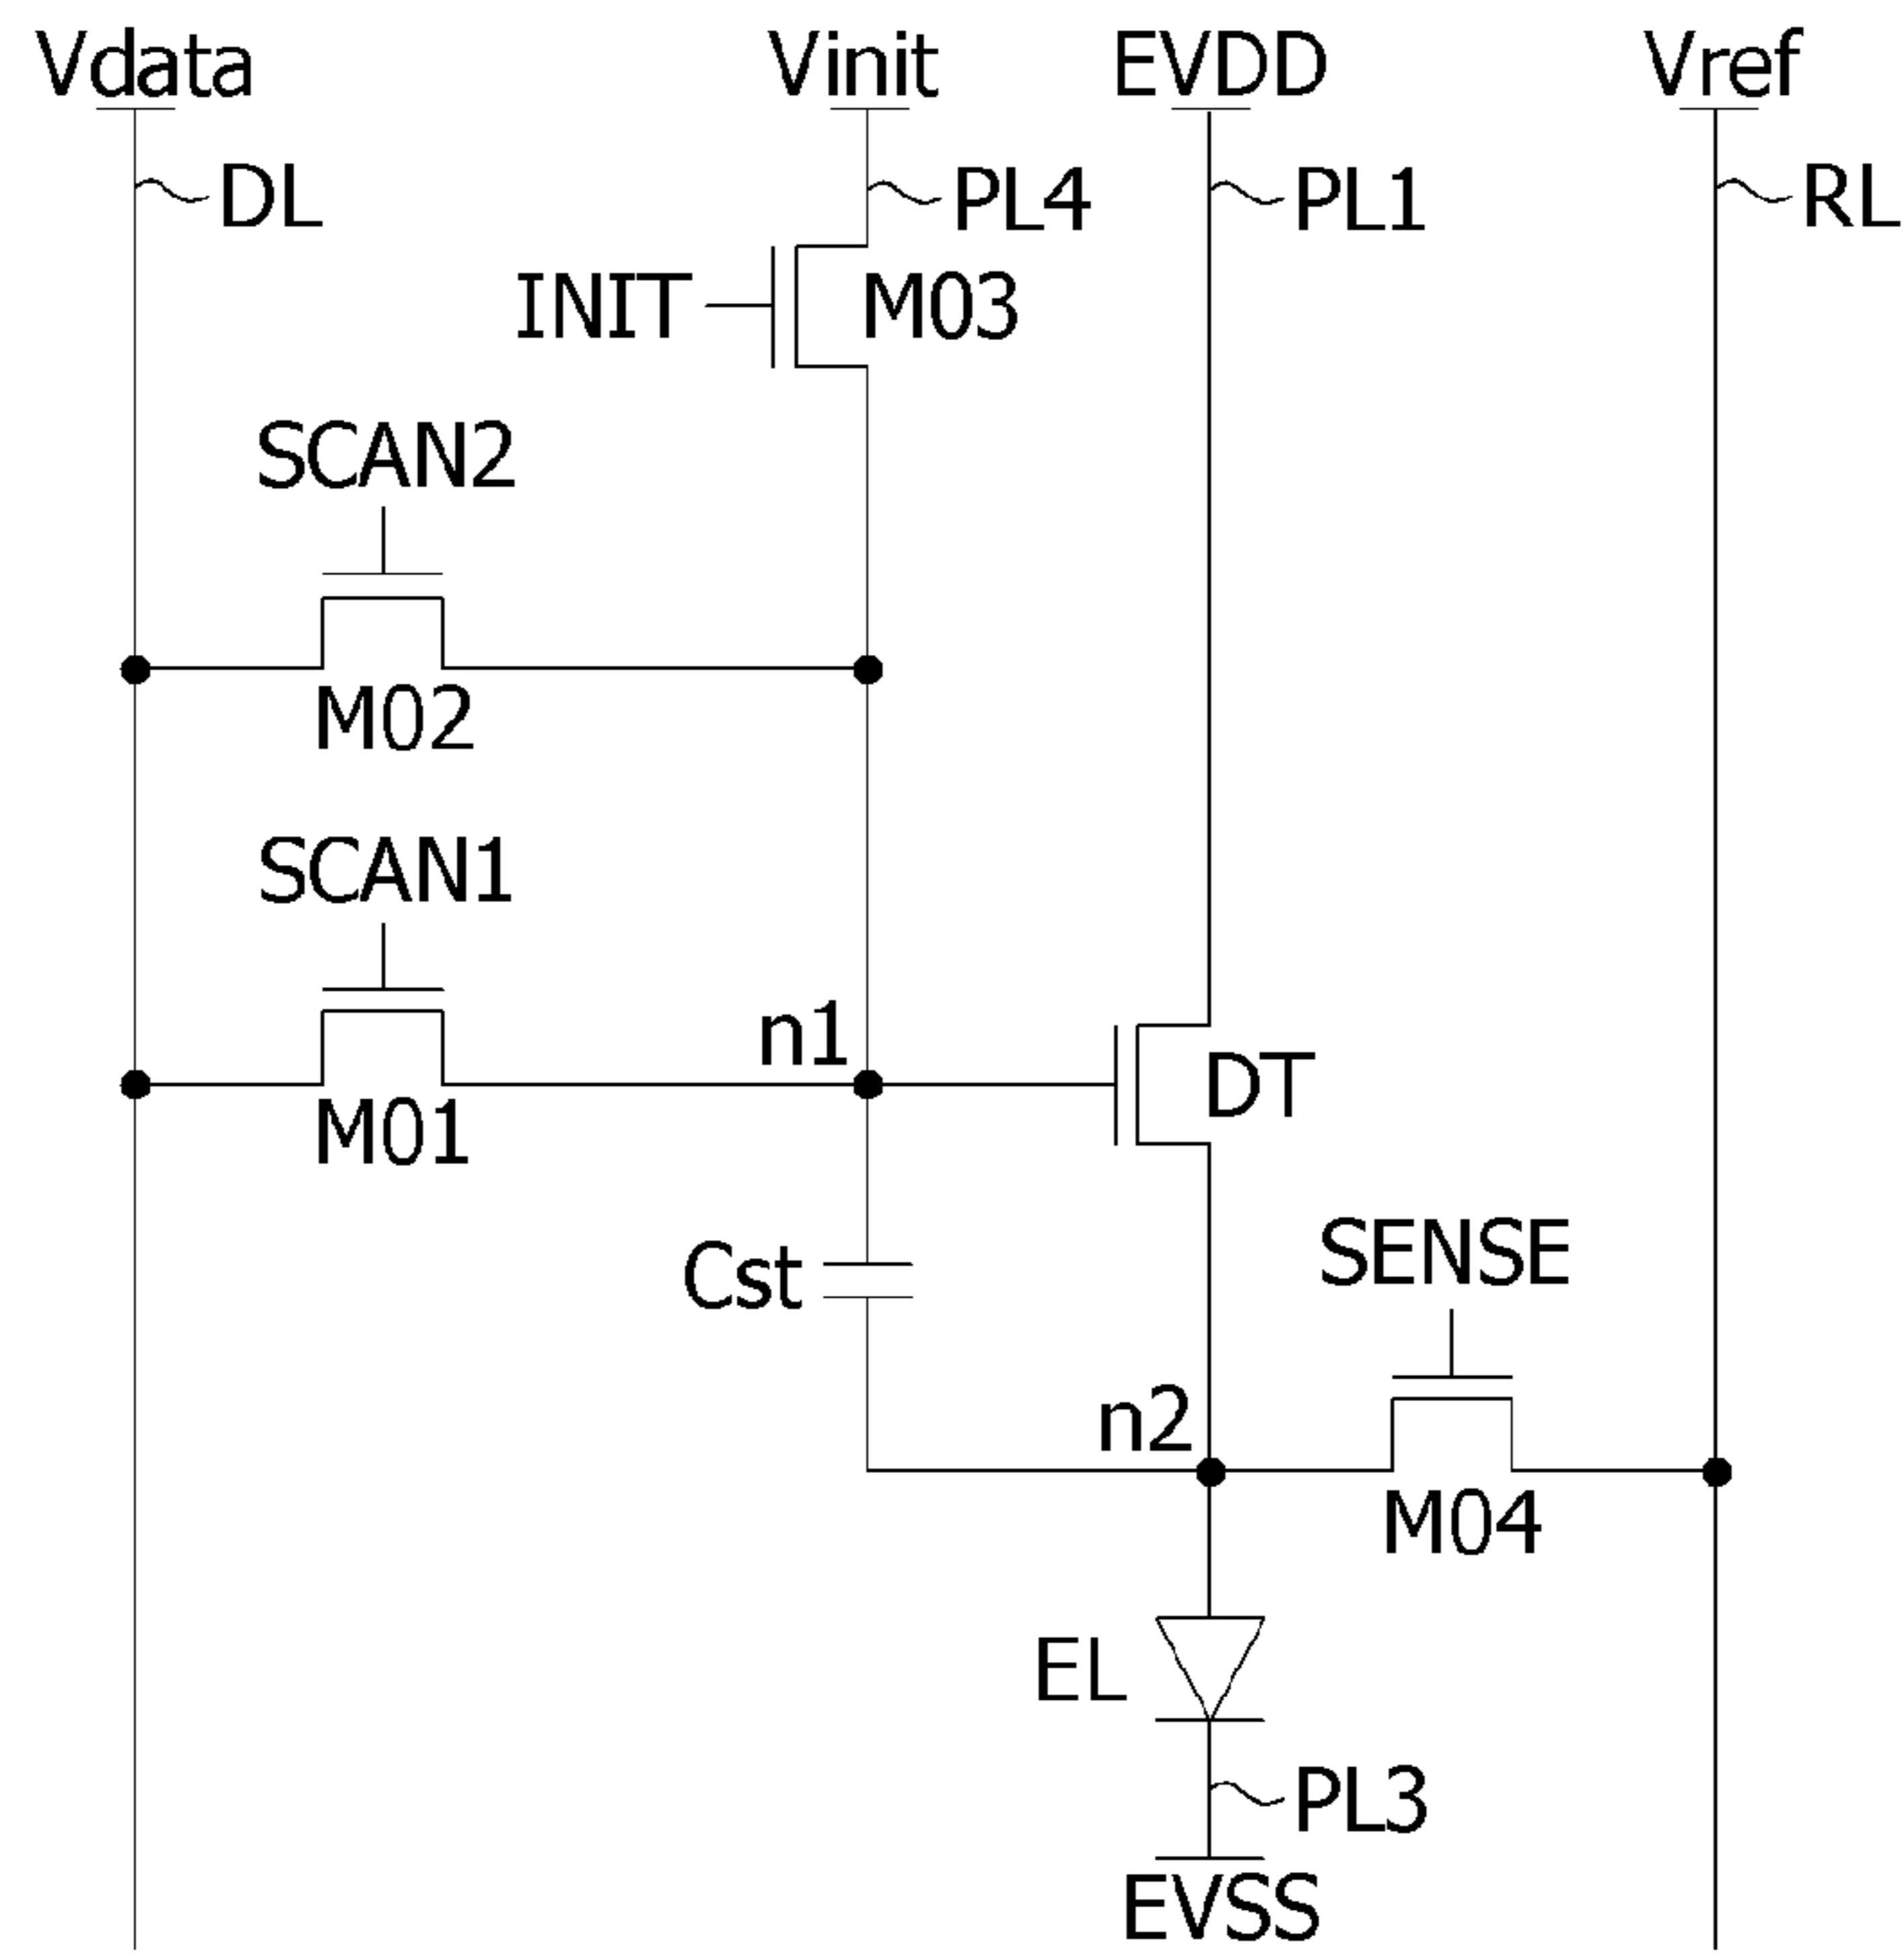 Vdata Vinit EVDD Vref
DL PL4 PL1 RL
INIT M03
SCAN2
M02
SCAN1
n1
DT
M01
SENSE
Cst
n2
M04
EL
PL3
EVSS